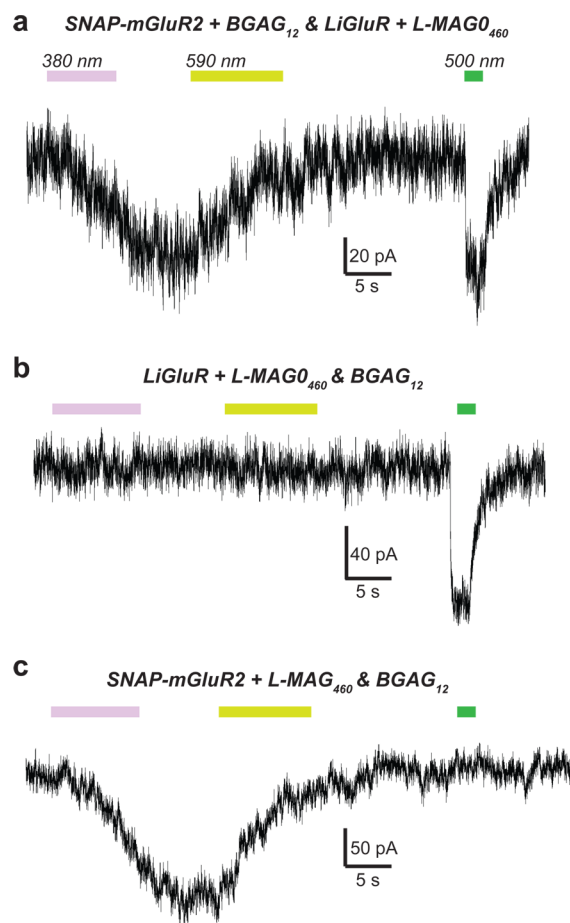 a
SNAP-mGluR2 + BGAG₁₂ & LiGluR + L-MAG0₄₆₀
380 nm 590 nm 500 nm
20 pA
5 s
b
LiGluR + L-MAG0₄₆₀ & BGAG₁₂
40 pA
5 s
c
SNAP-mGluR2 + L-MAG₄₆₀ & BGAG₁₂
50 pA
5 s